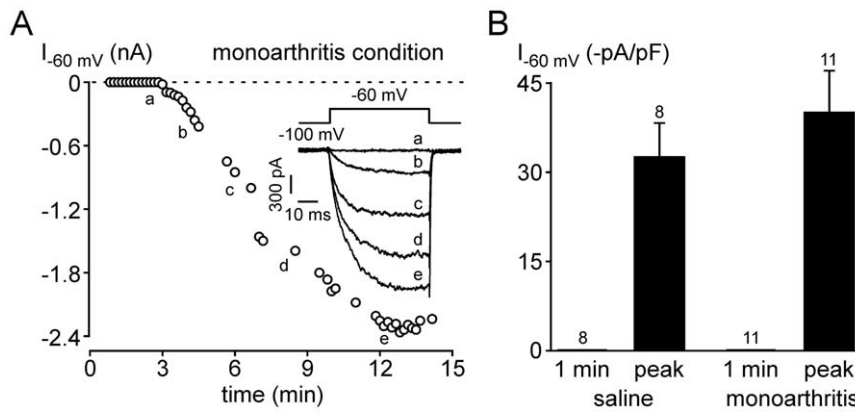 A
I-60 mV (nA)
monoarthritis condition
0
-0.6
-1.2
-1.8
-2.4
a
b
c
d
e
-60 mV
-100 mV
300 pA
10 ms
a
b
c
d
e
0 3 6 9 12 15
time (min)
B
I-60 mV (-pA/pF)
45
30
15
0
8
8
11
11
1 min peak 1 min peak
saline monoarthritis